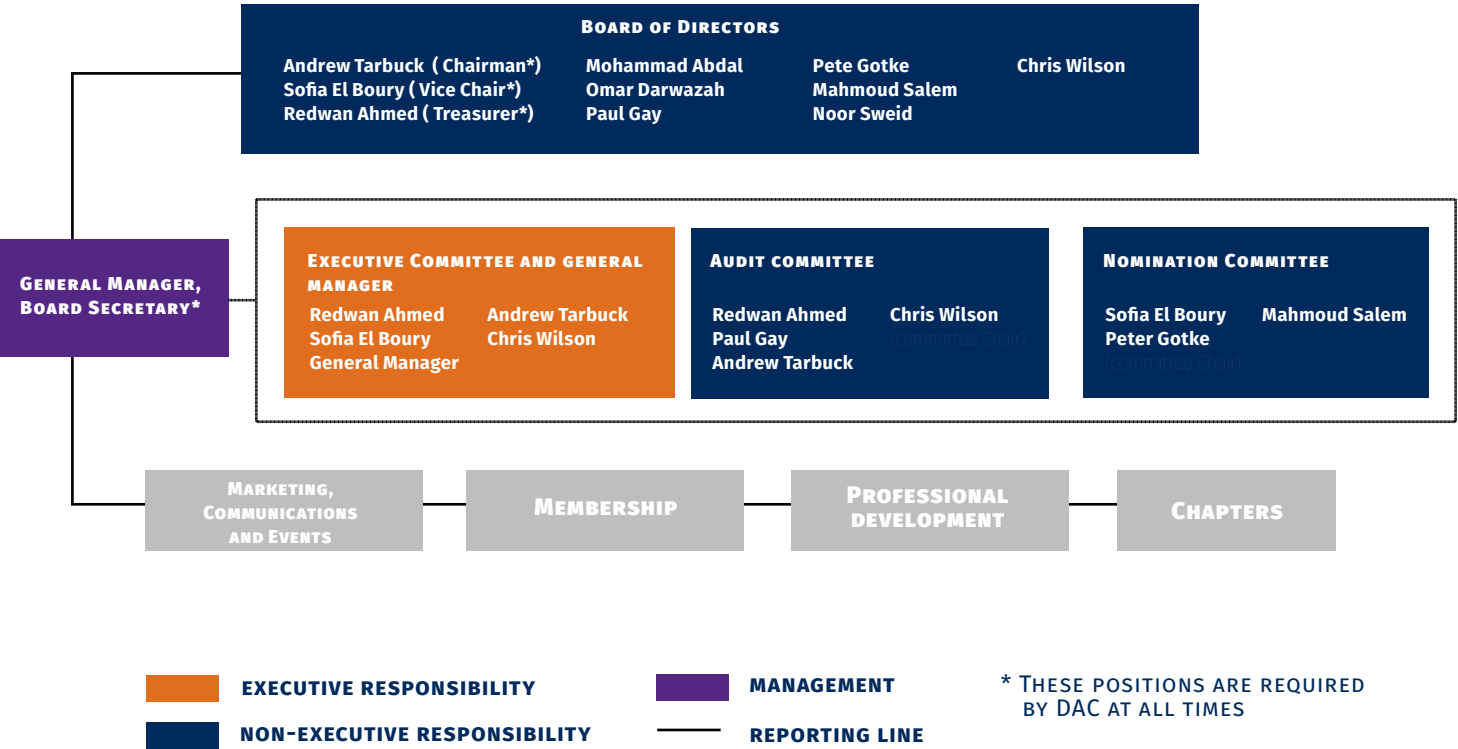 BOARD OF DIRECTORS
Andrew Tarbuck ( Chairman*)
Sofia El Boury ( Vice Chair*)
Redwan Ahmed ( Treasurer*)
Mohammad Abdal
Omar Darwazah
Paul Gay
Pete Gotke
Mahmoud Salem
Noor Sweid
Chris Wilson
GENERAL MANAGER,
BOARD SECRETARY*
EXECUTIVE COMMITTEE AND GENERAL
MANAGER
Redwan Ahmed
Sofia El Boury
General Manager
Andrew Tarbuck
Chris Wilson
AUDIT COMMITTEE
Redwan Ahmed
Paul Gay
Andrew Tarbuck
Chris Wilson
(committee Chair)
NOMINATION COMMITTEE
Sofia El Boury
Peter Gotke
(committee Chair)
Mahmoud Salem
MARKETING,
COMMUNICATIONS
AND EVENTS
MEMBERSHIP
PROFESSIONAL
DEVELOPMENT
CHAPTERS
EXECUTIVE RESPONSIBILITY
NON-EXECUTIVE RESPONSIBILITY
MANAGEMENT
REPORTING LINE
* THESE POSITIONS ARE REQUIRED
BY DAC AT ALL TIMES